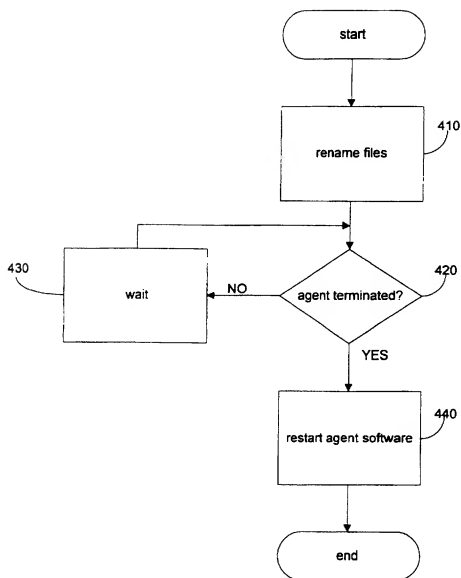 start
410
rename files
430
wait
NO
agent terminated?
420
YES
440
restart agent software
end